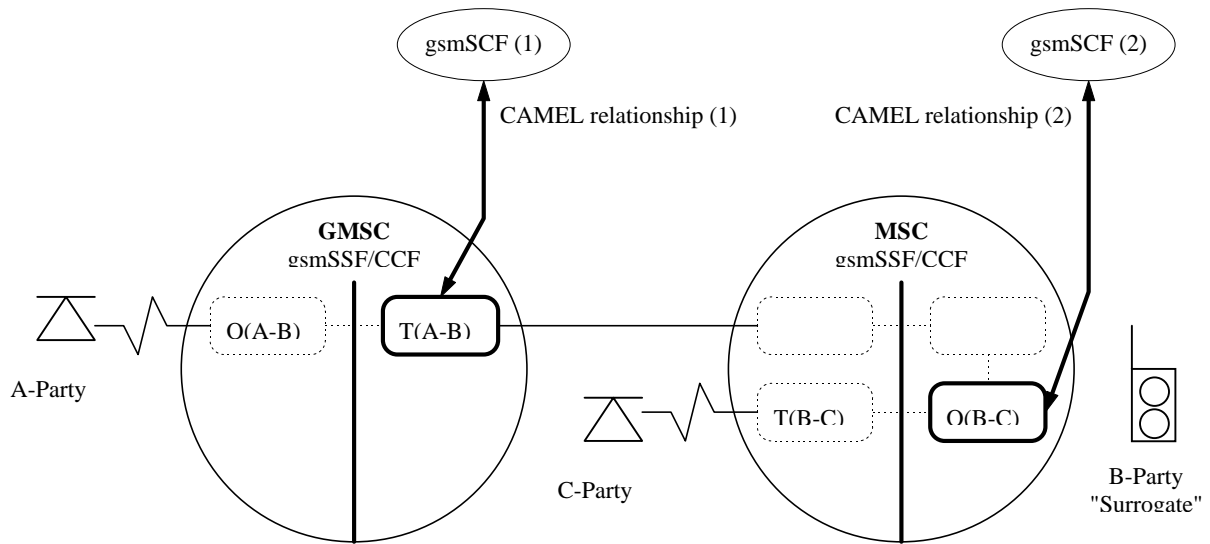 gsmSCF (1)
gsmSCF (2)
CAMEL relationship (1)
CAMEL relationship (2)
GMSC
gsmSSF/CCF
MSC
gsmSSF/CCF
O(A-B)
T(A-B)
A-Party
T(B-C)
O(B-C)
C-Party
B-Party
"Surrogate"